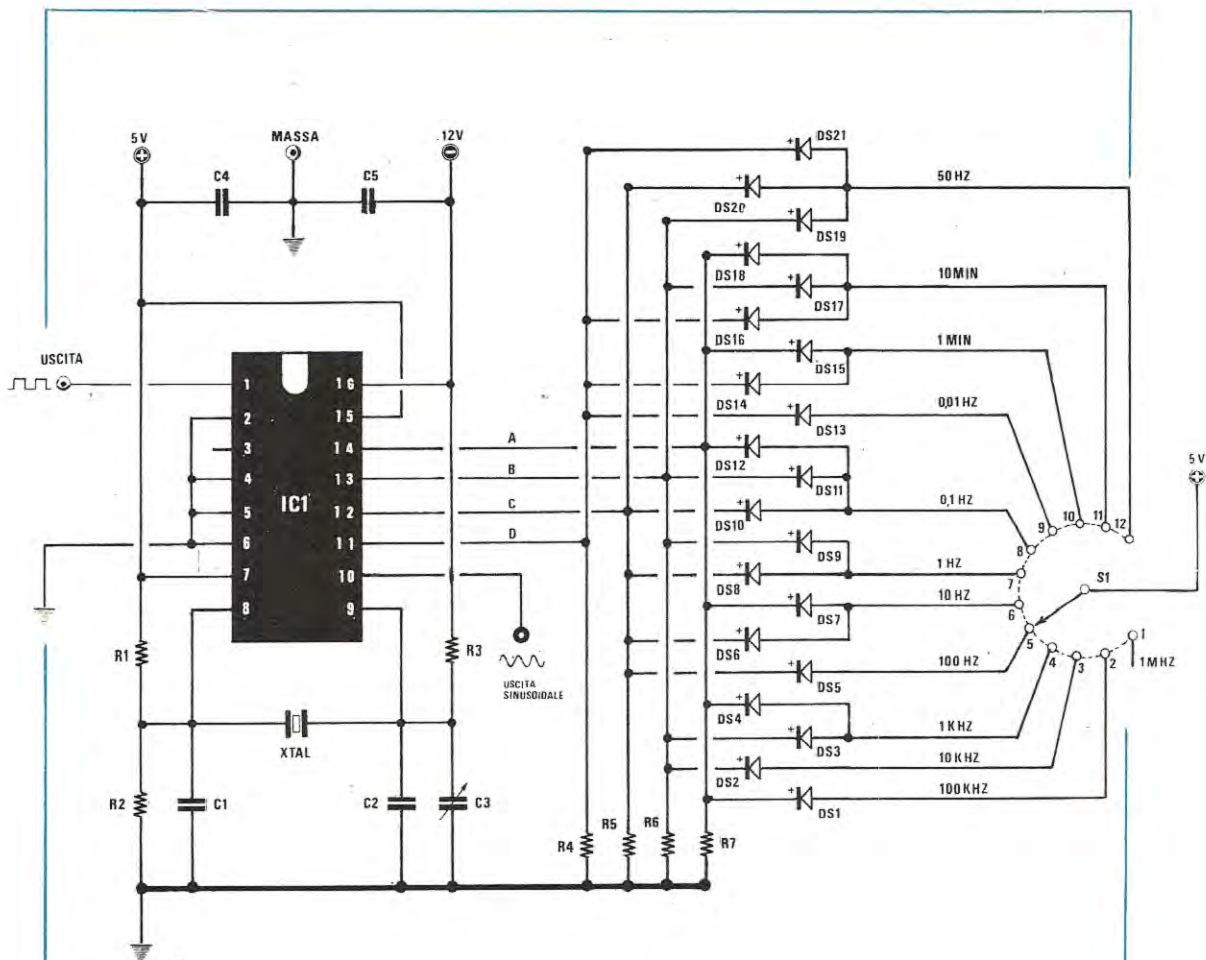 5V
MASSA
12V
C4
C5
USCITA
1
2
3
4
5
6
7
8
16
15
14
13
12
11
10
9
IC1
A
B
C
D
R1
R2
R3
XTAL
C1
C2
C3
USCITA
SINUSOIDALE
R4
R5
R6
R7
DS21
DS20
DS19
DS18
DS17
DS16
DS15
DS14
DS13
DS12
DS11
DS10
DS9
DS8
DS7
DS6
DS5
DS4
DS3
DS2
DS1
50 HZ
10 MIN
1 MIN
0,01 HZ
0,1 HZ
1 HZ
10 HZ
100 HZ
1 KHZ
10 KHZ
100 KHZ
1 MHZ
12
11
10
9
8
7
6
5
4
3
2
1
S1
5V